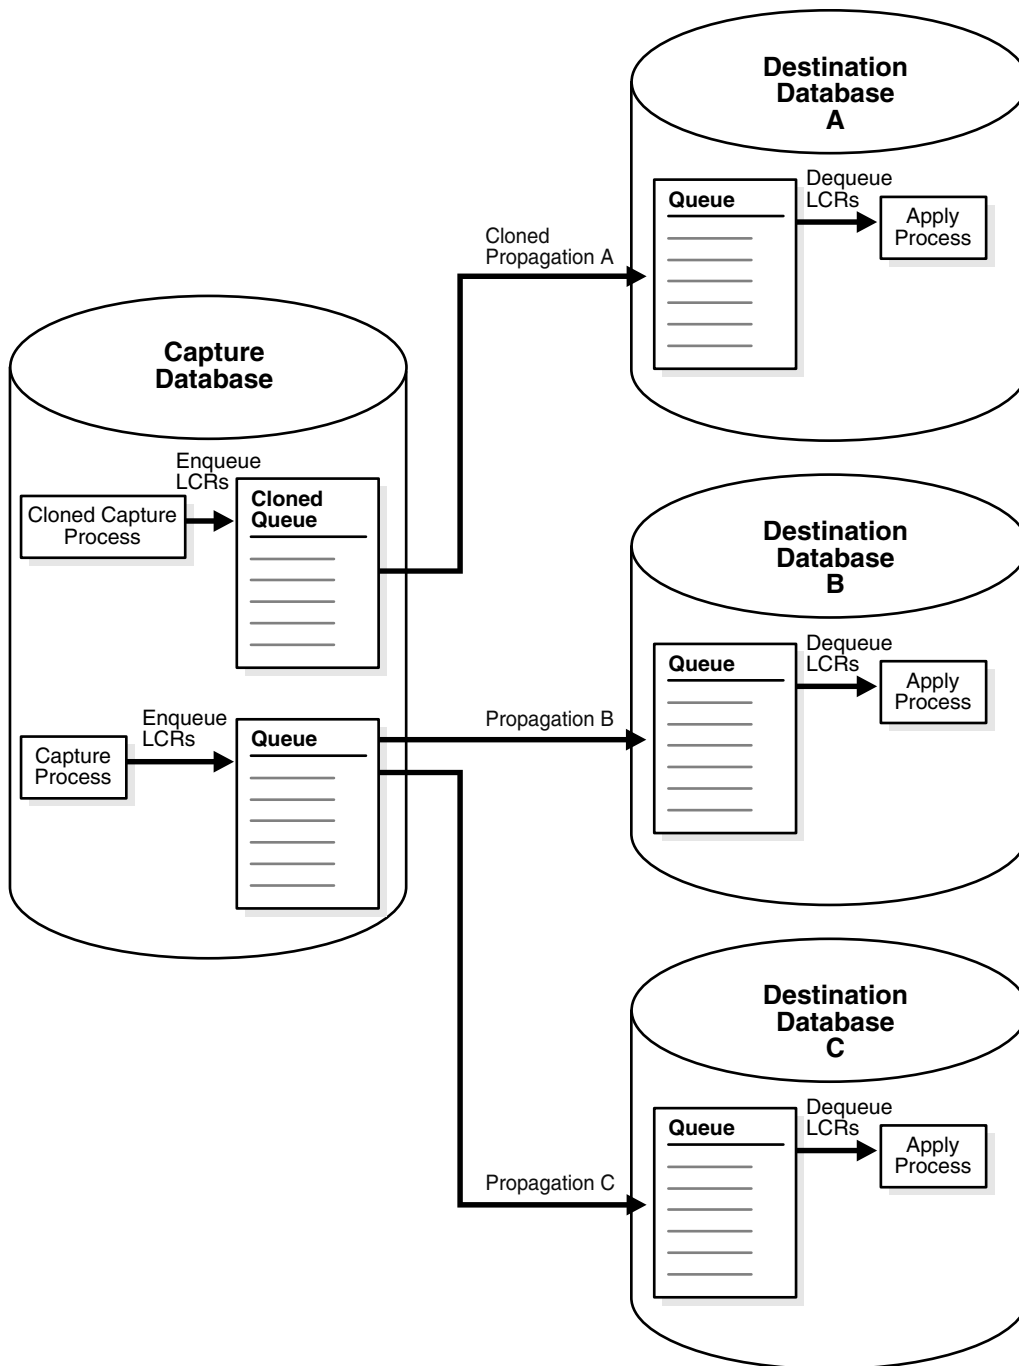 Destination
Database
A
Dequeue
LCRs
Queue
Apply
Process
Cloned
Propagation A
Capture
Database
Enqueue
LCRs
Cloned Capture
Process
Cloned
Queue
Destination
Database
B
Dequeue
LCRs
Queue
Apply
Process
Enqueue
LCRs
Capture
Process
Queue
Propagation B
Destination
Database
C
Dequeue
LCRs
Queue
Apply
Process
Propagation C